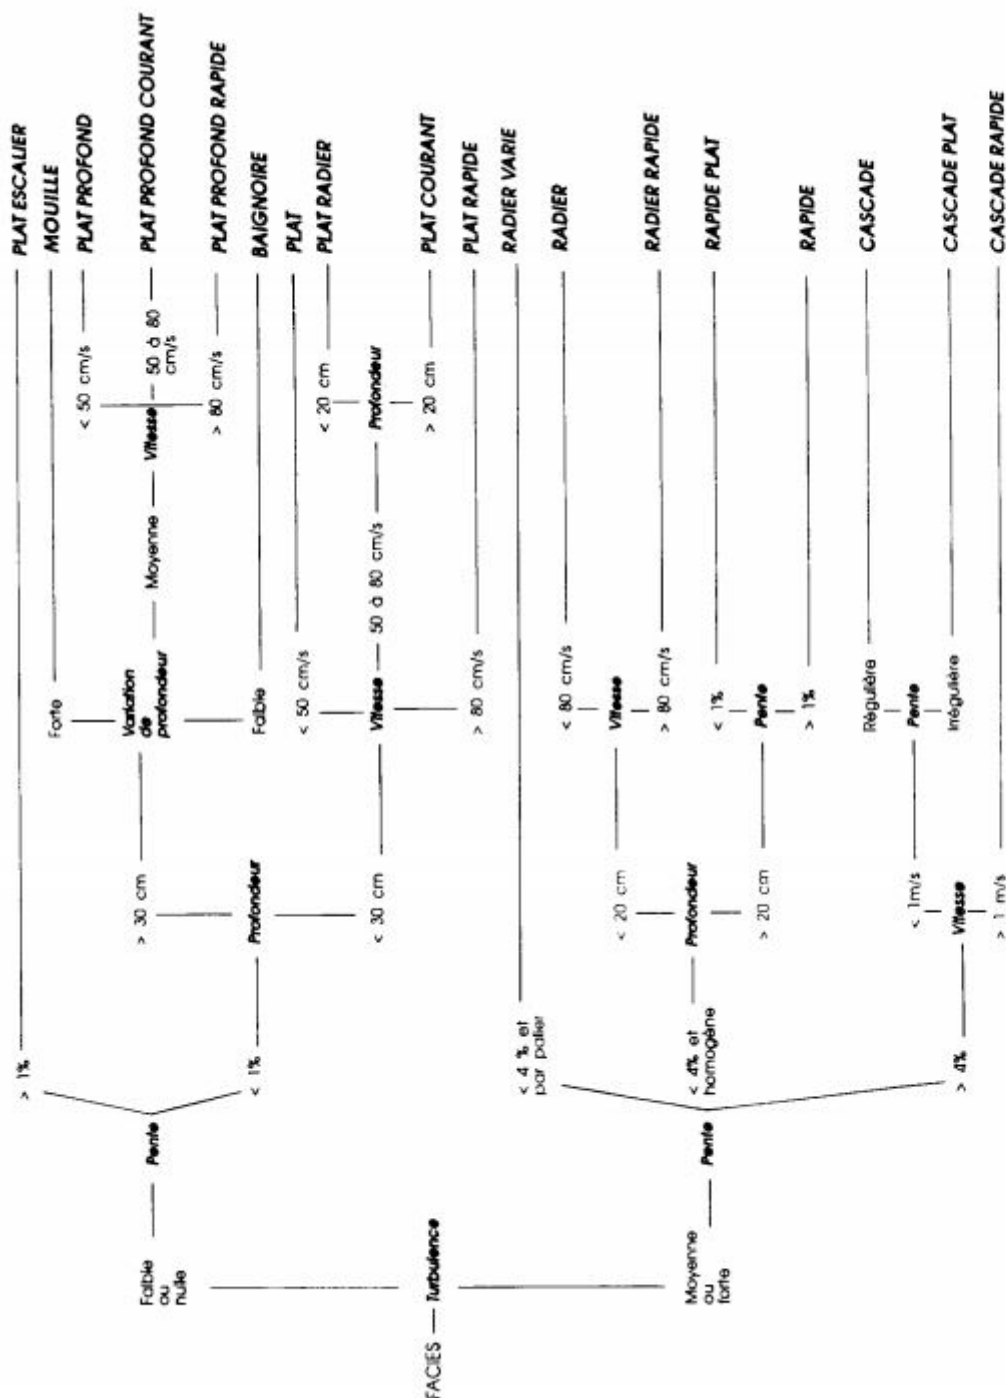 > 1%
PLAT ESCALIER
Forte
MOUILLE
< 50 cm/s
PLAT PROFOND
Faible
ou
nulle
Pente
> 30 cm
Variation
de
profondeur
Moyenne
Vitesse
50 à 80
cm/s
PLAT PROFOND COURANT
> 80 cm/s
PLAT PROFOND RAPIDE
< 1%
Profondeur
Faible
BAIGNOIRE
< 50 cm/s
PLAT
< 20 cm
PLAT RADIER
< 30 cm
Vitesse
50 à 80 cm/s
Profondeur
> 20 cm
PLAT COURANT
FACIES
Turbulence
> 80 cm/s
PLAT RAPIDE
< 4 % et
par palier
RADIER VARIE
< 80 cm/s
RADIER
< 20 cm
Vitesse
> 80 cm/s
RADIER RAPIDE
Moyenne
ou
forte
Pente
< 4% et
homogène
Profondeur
< 1%
RAPIDE PLAT
> 20 cm
Pente
> 1%
RAPIDE
Régulière
CASCADE
< 1m/s
Pente
> 4%
Vitesse
Irrégulière
CASCADE PLAT
> 1 m/s
CASCADE RAPIDE